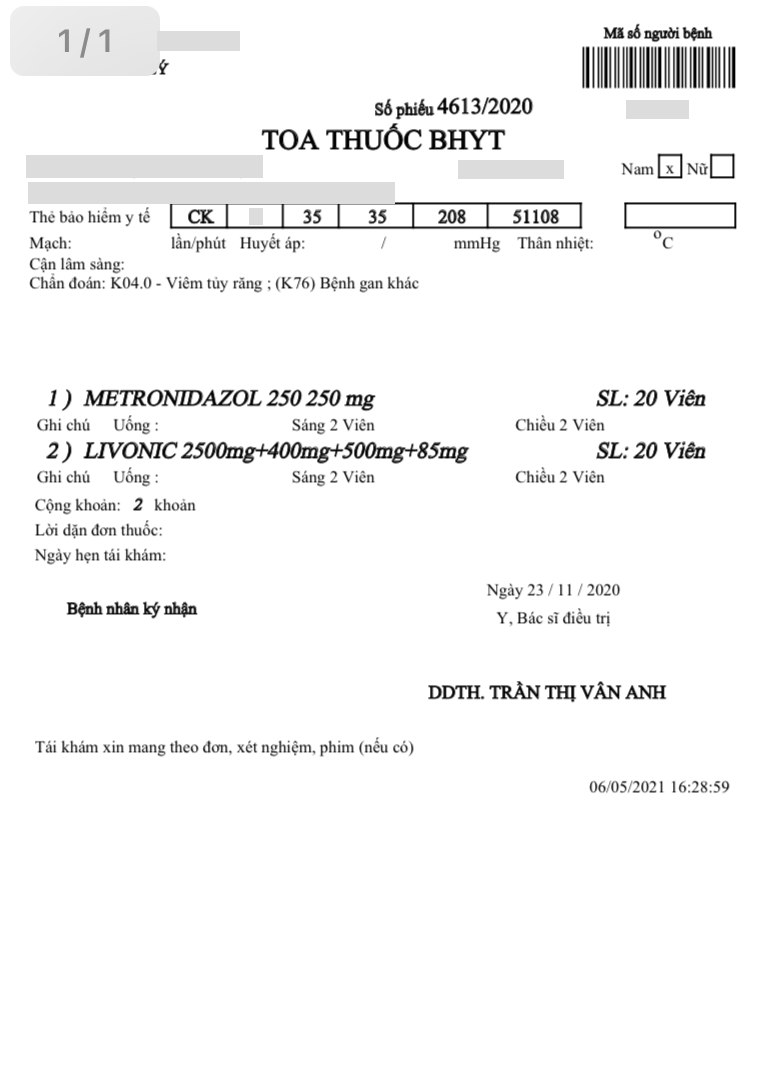 1/1
Mã số người bệnh
Ý
Số phiếu 4613/2020
TOA THUỐC BHYT
Nam x Nữ
Thẻ bảo hiểm y tế CK 35 35 208 51108
Mạch: lần/phút Huyết áp: / mmHg Thân nhiệt: °C
Cận lâm sàng:
Chẩn đoán: K04.0 - Viêm tủy răng ; (K76) Bệnh gan khác
1 ) METRONIDAZOL 250 250 mg SL: 20 Viên
Ghi chú Uống : Sáng 2 Viên Chiều 2 Viên
2 ) LIVONIC 2500mg+400mg+500mg+85mg SL: 20 Viên
Ghi chú Uống : Sáng 2 Viên Chiều 2 Viên
Cộng khoản: 2 khoản
Lời dặn đơn thuốc:
Ngày hẹn tái khám:
Ngày 23 / 11 / 2020
Bệnh nhân ký nhận
Y, Bác sĩ điều trị
DDTH. TRẦN THỊ VÂN ANH
Tái khám xin mang theo đơn, xét nghiệm, phim (nếu có)
06/05/2021 16:28:59